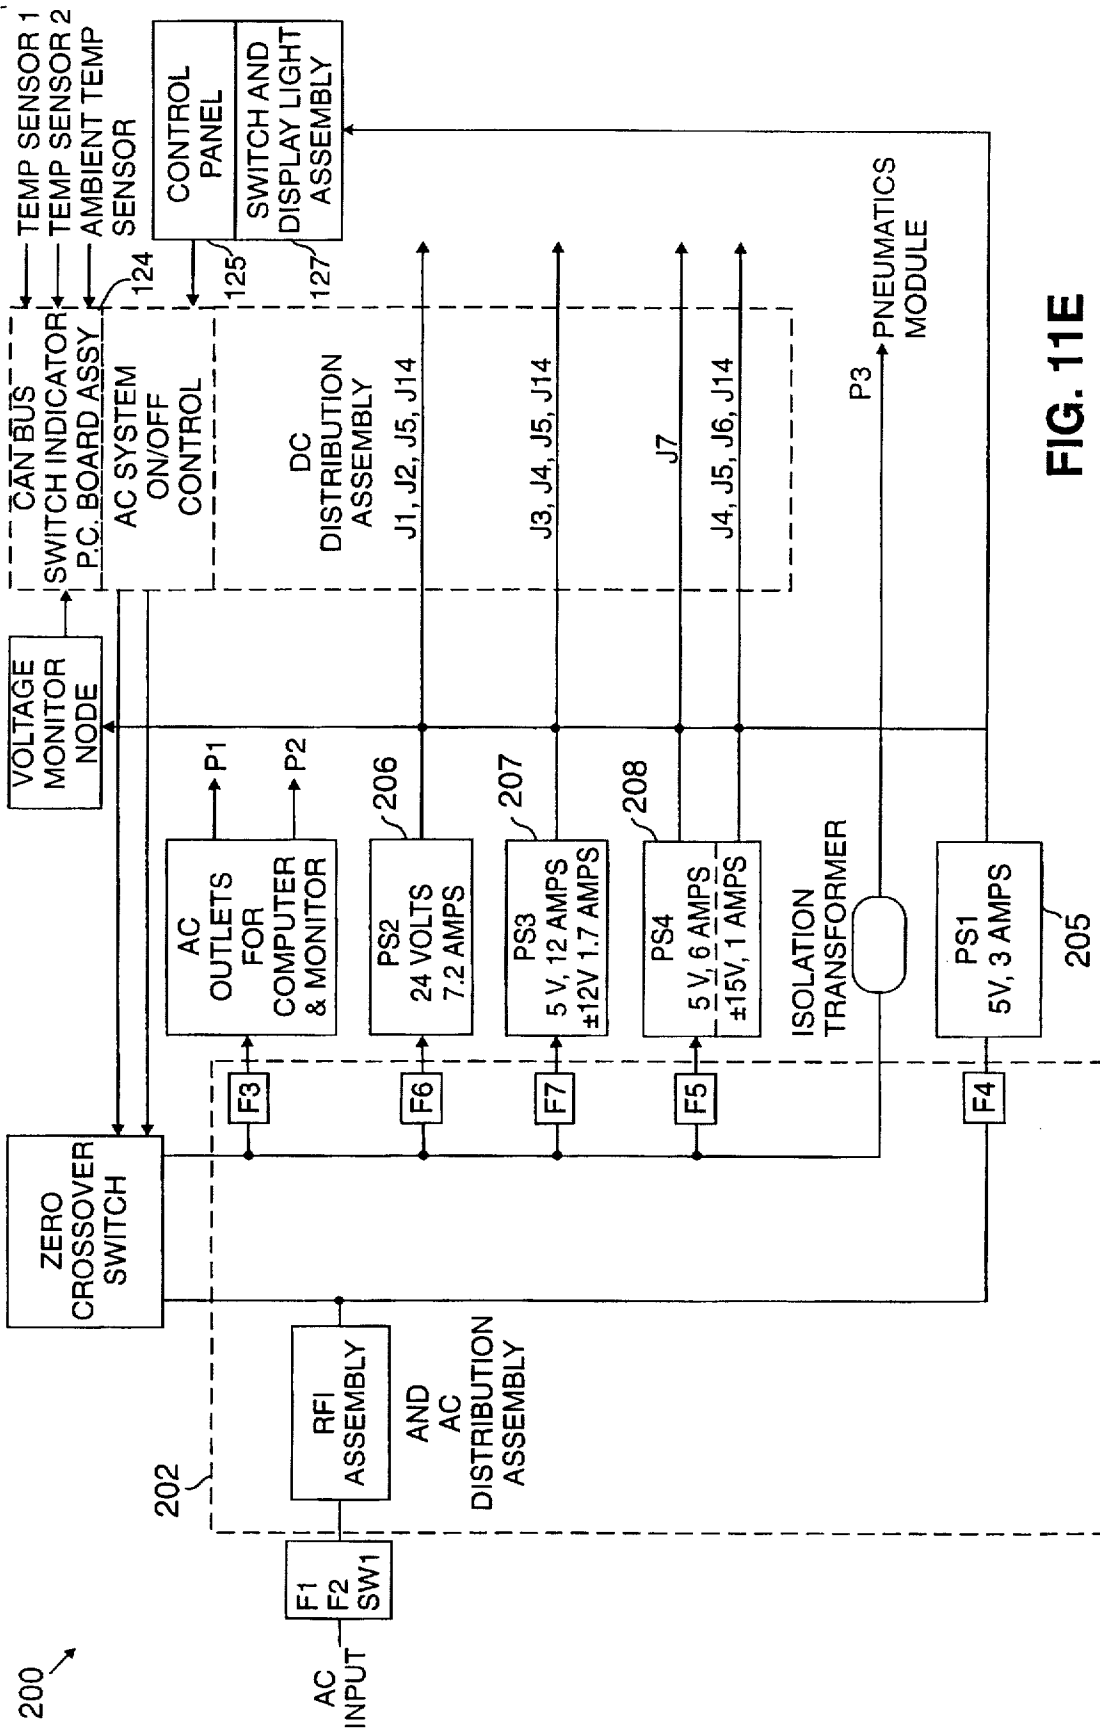 200
AC
INPUT
F1
F2
SW1
202
RFI
ASSEMBLY
AND
AC
DISTRIBUTION
ASSEMBLY
ZERO
CROSSOVER
SWITCH
F3
F6
F7
F5
F4
AC
OUTLETS
FOR
COMPUTER
& MONITOR
P1
P2
PS2
24 VOLTS
7.2 AMPS
206
PS3
5 V, 12 AMPS
±12V 1.7 AMPS
207
PS4
5 V, 6 AMPS
±15V, 1 AMPS
208
ISOLATION
TRANSFORMER
PS1
5V, 3 AMPS
205
VOLTAGE
MONITOR
NODE
CAN BUS
SWITCH INDICATOR
P.C. BOARD ASSY
124
AC SYSTEM
ON/OFF
CONTROL
DC
DISTRIBUTION
ASSEMBLY
J1, J2, J5, J14
J3, J4, J5, J14
J7
J4, J5, J6, J14
P3
PNEUMATICS
MODULE
TEMP SENSOR 1
TEMP SENSOR 2
AMBIENT TEMP
SENSOR
CONTROL
PANEL
125
SWITCH AND
DISPLAY LIGHT
ASSEMBLY
127
FIG. 11E